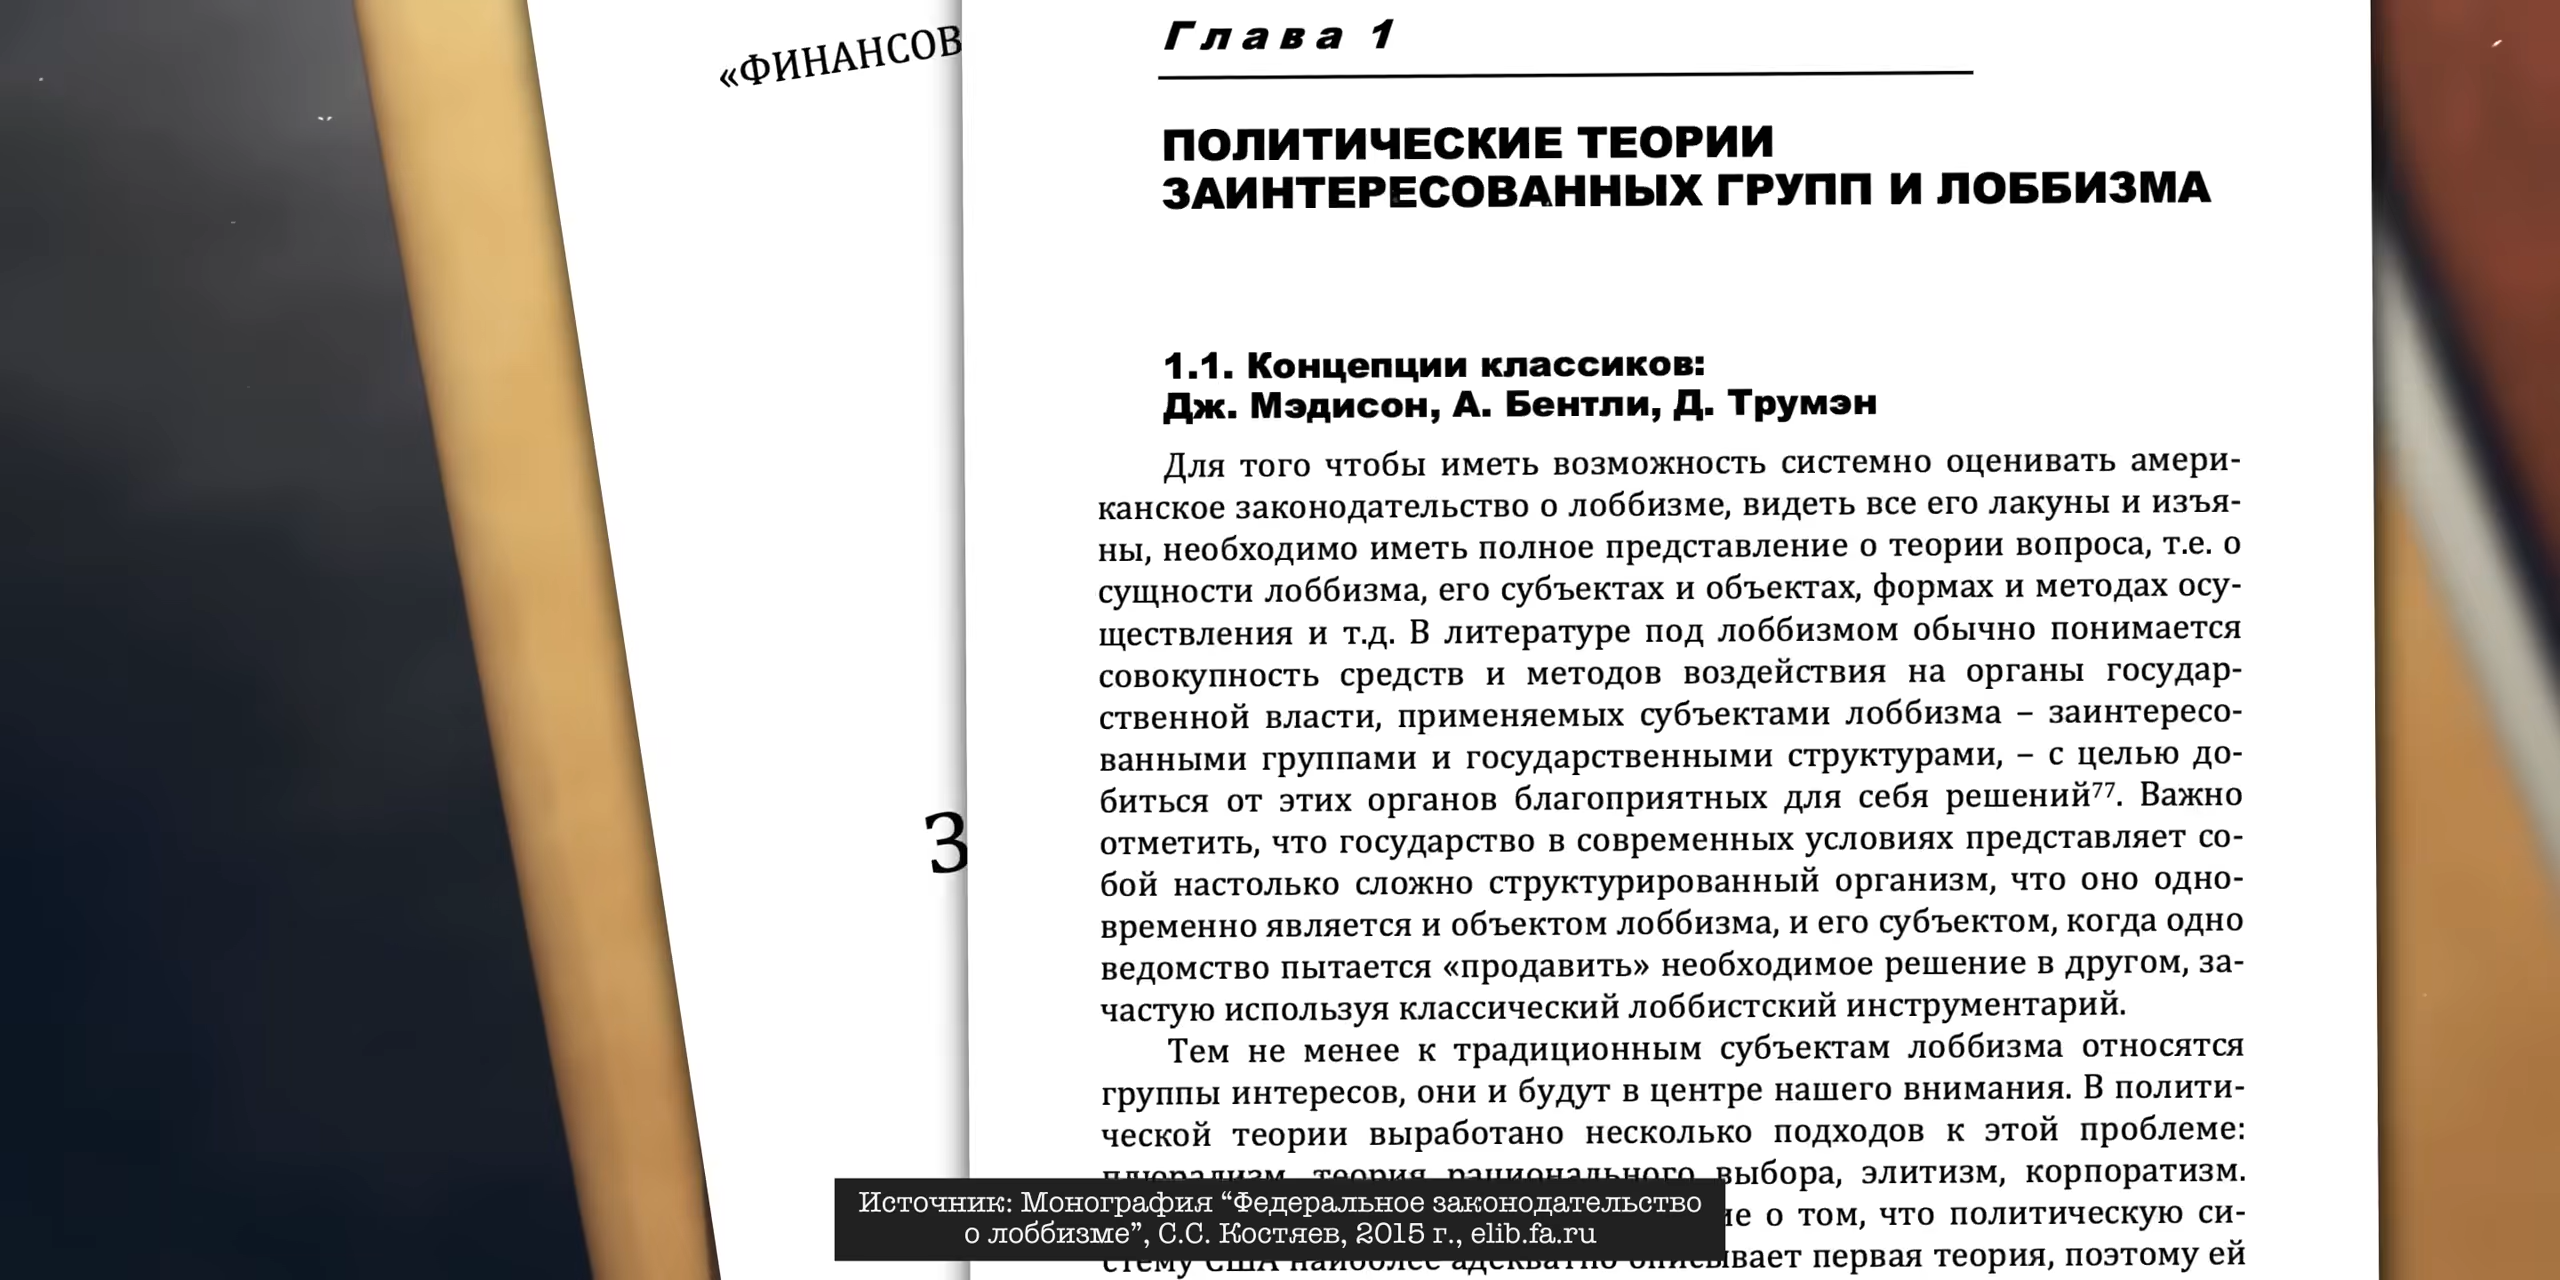 «ФИНАНСОВ
З
Глава 1
ПОЛИТИЧЕСКИЕ ТЕОРИИ
ЗАИНТЕРЕСОВАННЫХ ГРУПП И ЛОББИЗМА
1.1. Концепции классиков:
Дж. Мэдисон, А. Бентли, Д. Трумэн
Для того чтобы иметь возможность системно оценивать амери-
канское законодательство о лоббизме, видеть все его лакуны и изъя-
ны, необходимо иметь полное представление о теории вопроса, т.е. о
сущности лоббизма, его субъектах и объектах, формах и методах осу-
ществления и т.д. В литературе под лоббизмом обычно понимается
совокупность средств и методов воздействия на органы государ-
ственной власти, применяемых субъектами лоббизма – заинтересо-
ванными группами и государственными структурами, – с целью до-
биться от этих органов благоприятных для себя решений77. Важно
отметить, что государство в современных условиях представляет со-
бой настолько сложно структурированный организм, что оно одно-
временно является и объектом лоббизма, и его субъектом, когда одно
ведомство пытается «продавить» необходимое решение в другом, за-
частую используя классический лоббистский инструментарий.
Тем не менее к традиционным субъектам лоббизма относятся
группы интересов, они и будут в центре нашего внимания. В полити-
ческой теории выработано несколько подходов к этой проблеме:
плюрализм, теория рационального выбора, элитизм, корпоратизм.
о том, что политическую си-
стему США наиболее адекватно описывает первая теория, поэтому ей
Источник: Монография “Федеральное законодательство
о лоббизме”, С.С. Костяев, 2015 г., elib.fa.ru